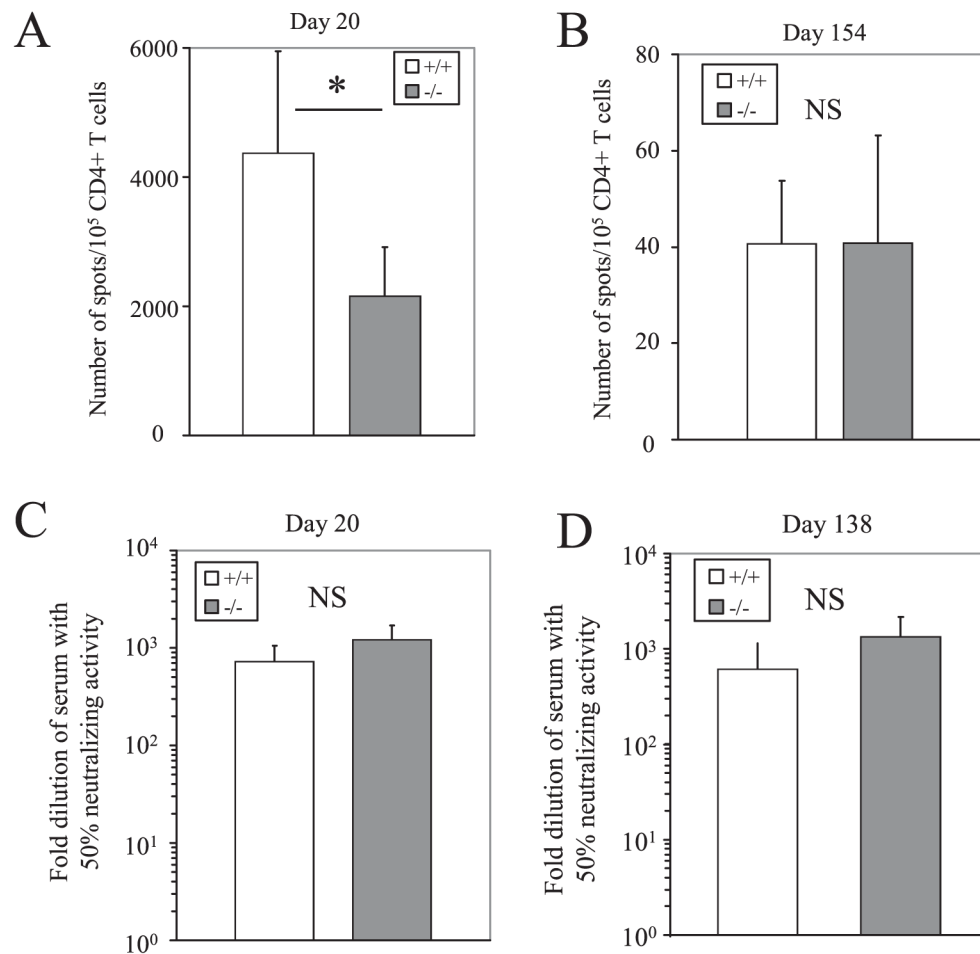 A
Day 20
Number of spots/10⁵ CD4+ T cells
6000
4000
2000
0
+/+
-/-
*
B
Day 154
Number of spots/10⁵ CD4+ T cells
80
60
40
20
0
+/+
-/-
NS
C
Day 20
Fold dilution of serum with
50% neutralizing activity
10⁴
10³
10²
10¹
10⁰
+/+
-/-
NS
D
Day 138
Fold dilution of serum with
50% neutralizing activity
10⁴
10³
10²
10¹
10⁰
+/+
-/-
NS